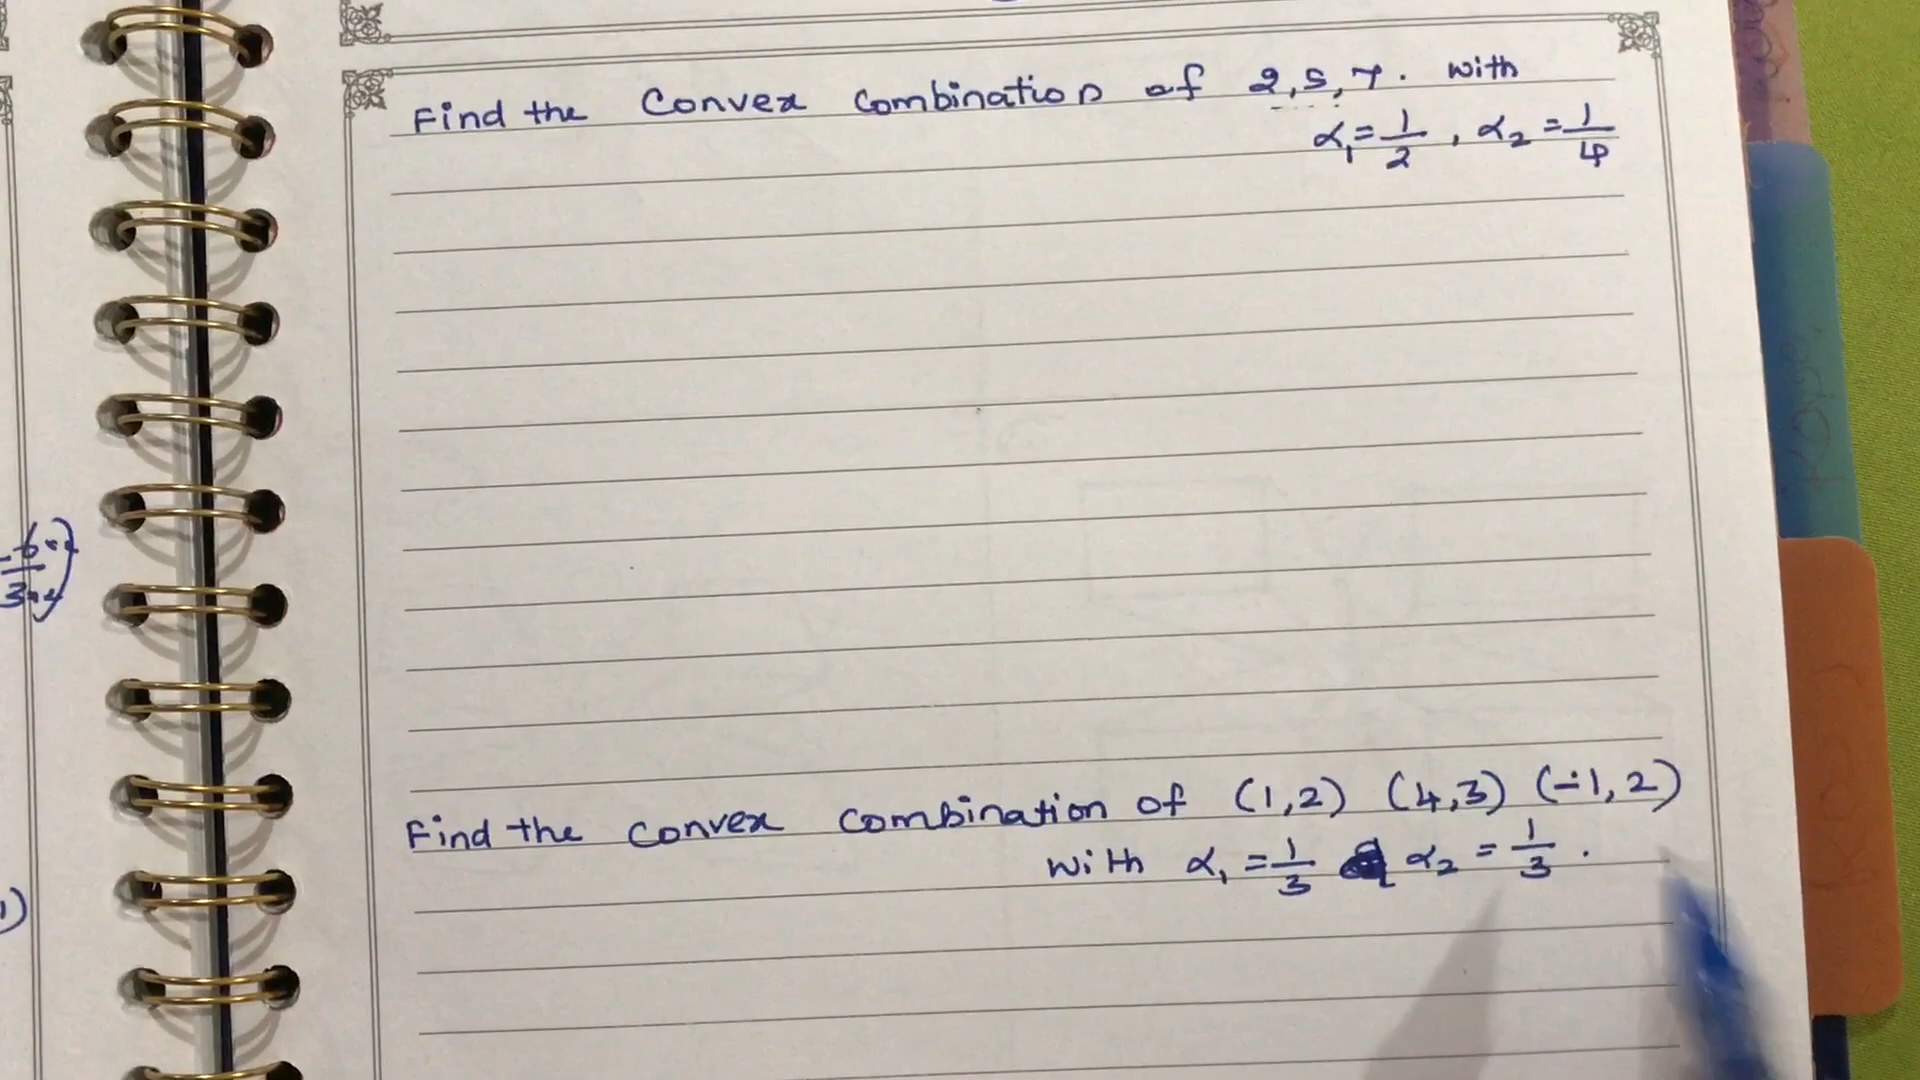 Find the Convex Combination of 2,5,7. with
α₁=1/2 , α₂=1/4
Find the convex combination of (1,2) (4,3) (-1,2)
with α₁=1/3 α₂=1/3.